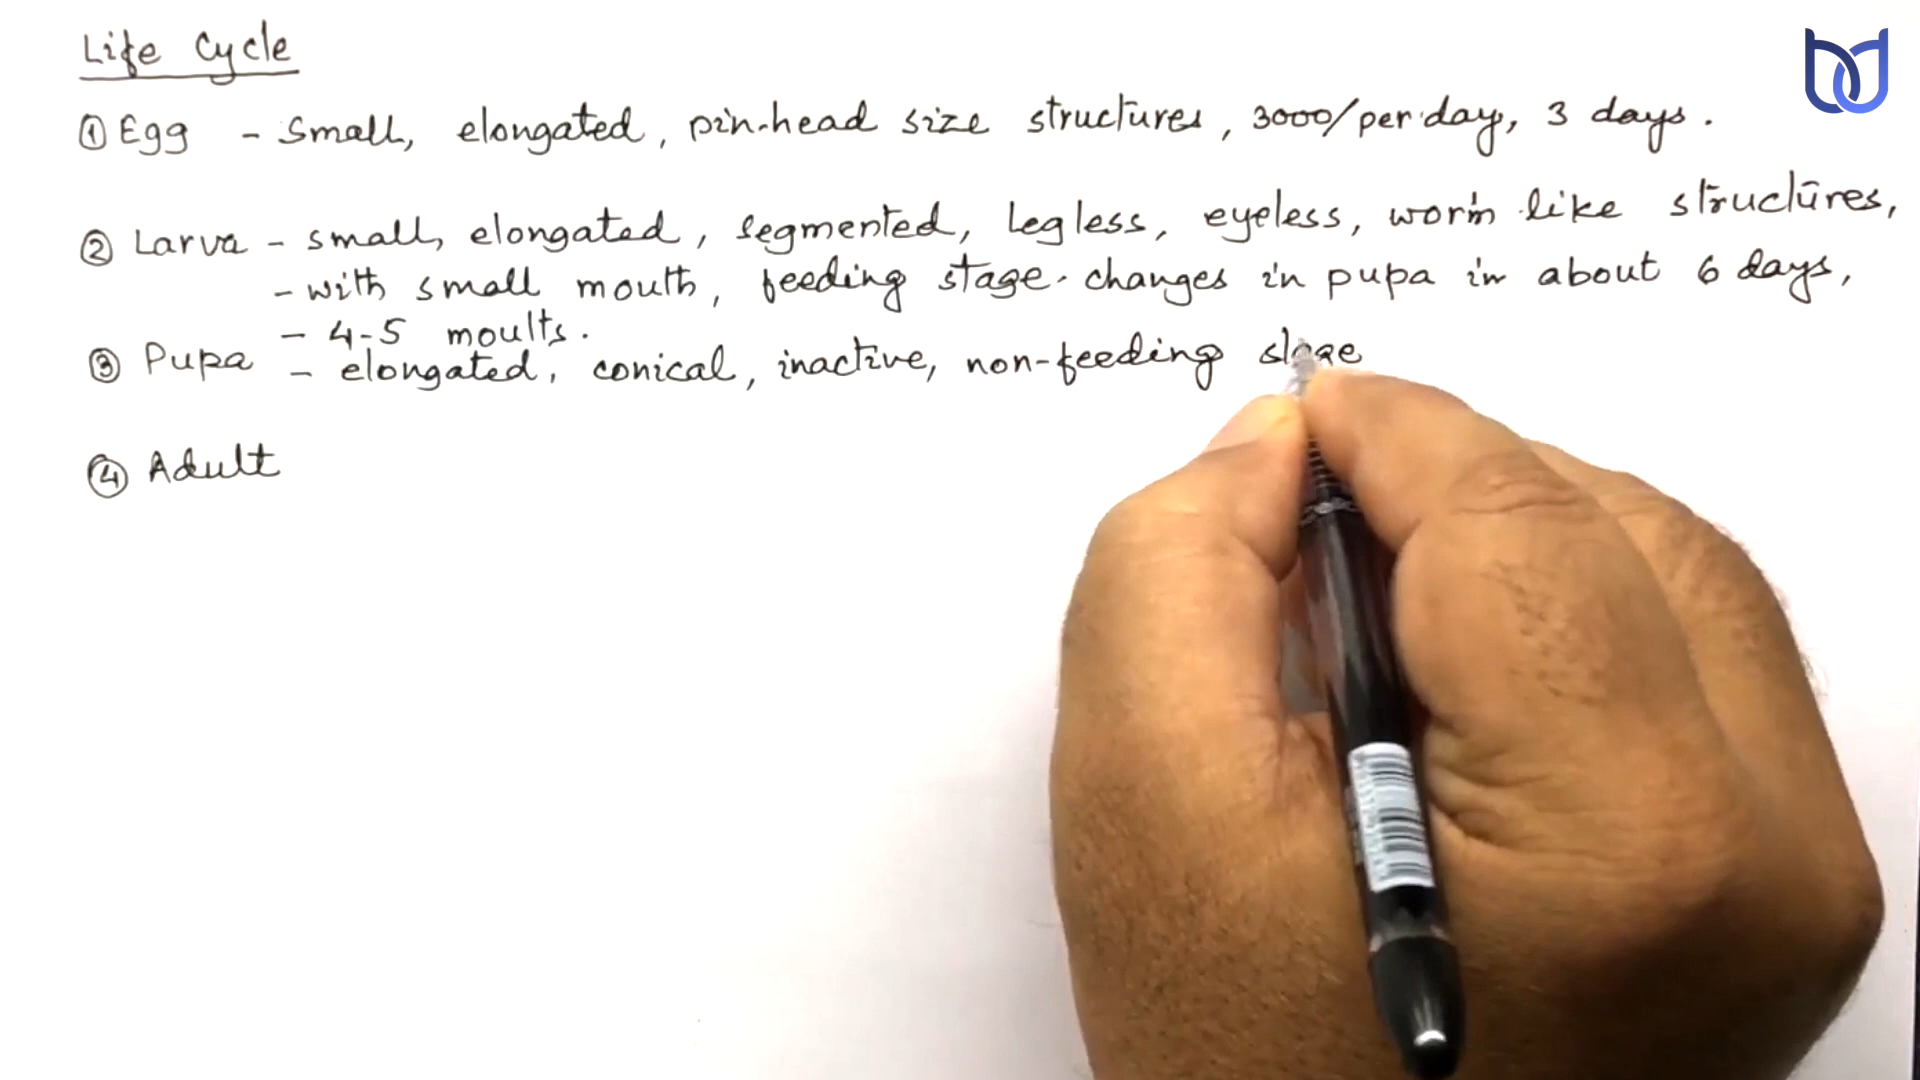 Life Cycle
① Egg - Small, elongated, pin-head size structures, 3000/per day, 3 days.
② Larva - small, elongated, segmented, legless, eyeless, worm like structures,
- with small mouth, feeding stage. changes in pupa in about 6 days,
- 4-5 moults.
③ Pupa - elongated, conical, inactive, non-feeding stage
④ Adult